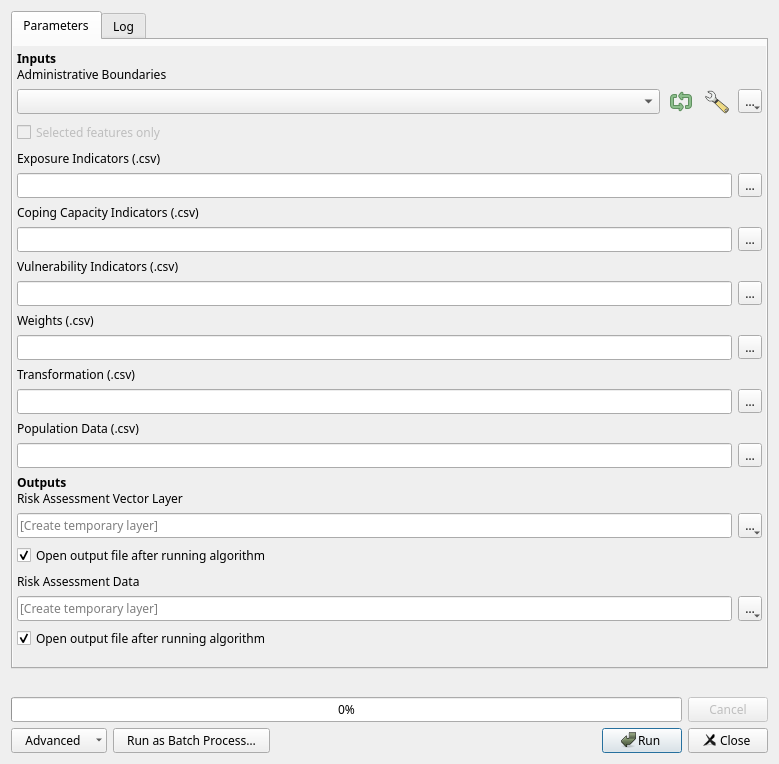 Parameters Log
Inputs
Administrative Boundaries
...
Selected features only
Exposure Indicators (.csv)
...
Coping Capacity Indicators (.csv)
...
Vulnerability Indicators (.csv)
...
Weights (.csv)
...
Transformation (.csv)
...
Population Data (.csv)
...
Outputs
Risk Assessment Vector Layer
[Create temporary layer] ...
Open output file after running algorithm
Risk Assessment Data
[Create temporary layer] ...
Open output file after running algorithm
0% Cancel
Advanced Run as Batch Process... Run Close